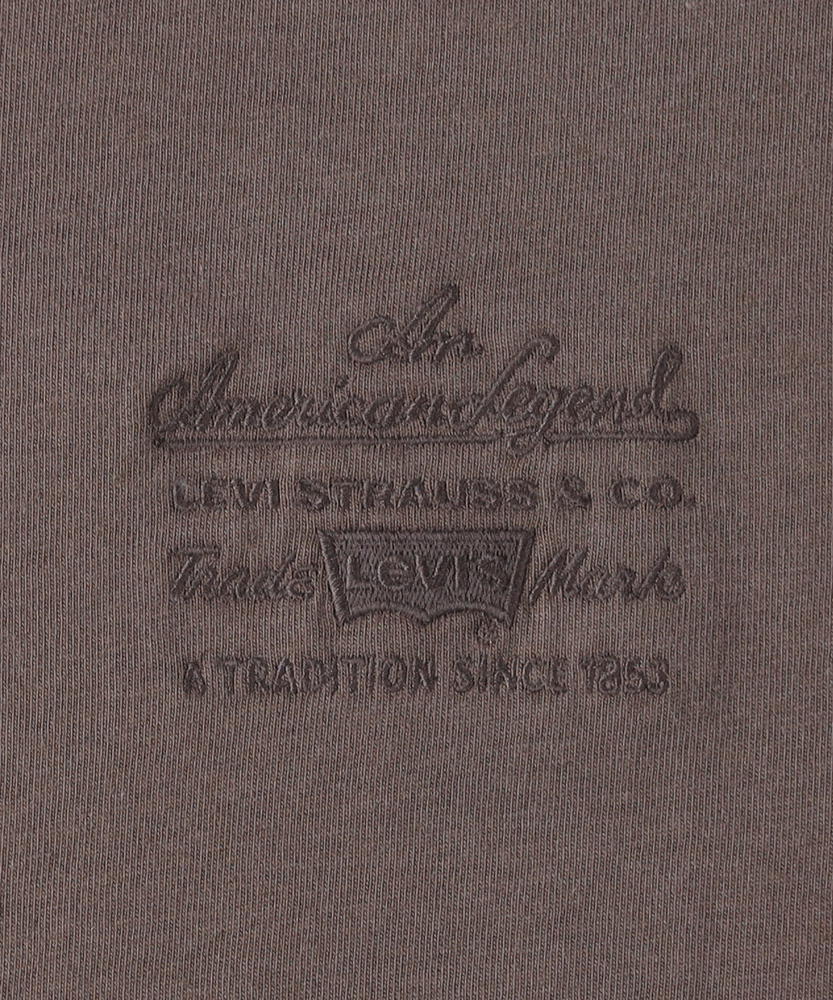 An
American Legend
LEVI STRAUSS & CO.
Trade LEVI'S Mark
®
A TRADITION SINCE 1853